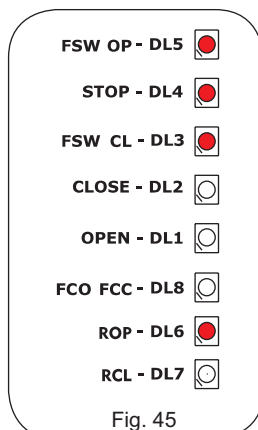 FSW OP - DL5
STOP - DL4
FSW CL - DL3
CLOSE - DL2
OPEN - DL1
FCO FCC - DL8
ROP - DL6
RCL - DL7
Fig. 45